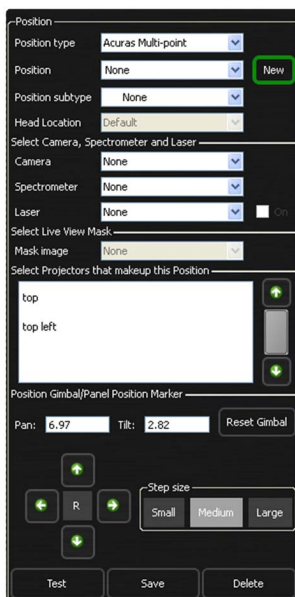 Position
Position type Acuras Multi-point
Position None New
Position subtype None
Head Location Default
Select Camera, Spectrometer and Laser
Camera None
Spectrometer None
Laser None On
Select Live View Mask
Mask image None
Select Projectors that makeup this Position
top
top left
Position Gimbal/Panel Position Marker
Pan: 6.97 Tilt: 2.82 Reset Gimbal
Step size
R Small Medium Large
Test Save Delete